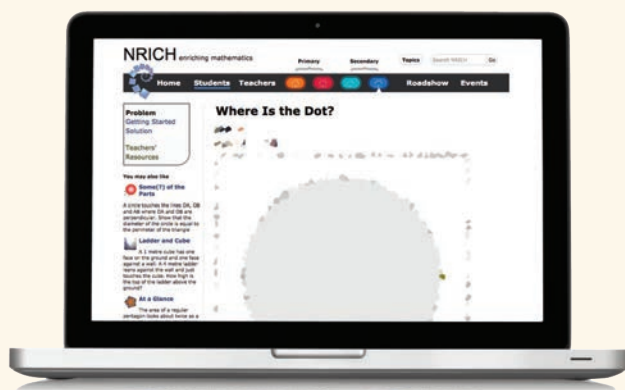 NRICH enriching mathematics
Primary
Secondary
Topics
Search NRICH
Go
Home
Students
Teachers
Roadshow
Events
Problem
Getting Started
Solution
Teachers'
Resources
Where Is the Dot?
You may also like
Some(?) of the
Parts
A circle touches the lines OA, OB
and AB where OA and OB are
perpendicular. Show that the
diameter of the circle is equal to
the perimeter of the triangle
Ladder and Cube
A 1 metre cube has one
face on the ground and one face
against a wall. A 4 metre ladder
leans against the wall and just
touches the cube. How high is
the top of the ladder above the
ground?
At a Glance
The area of a regular
pentagon looks about twice as a